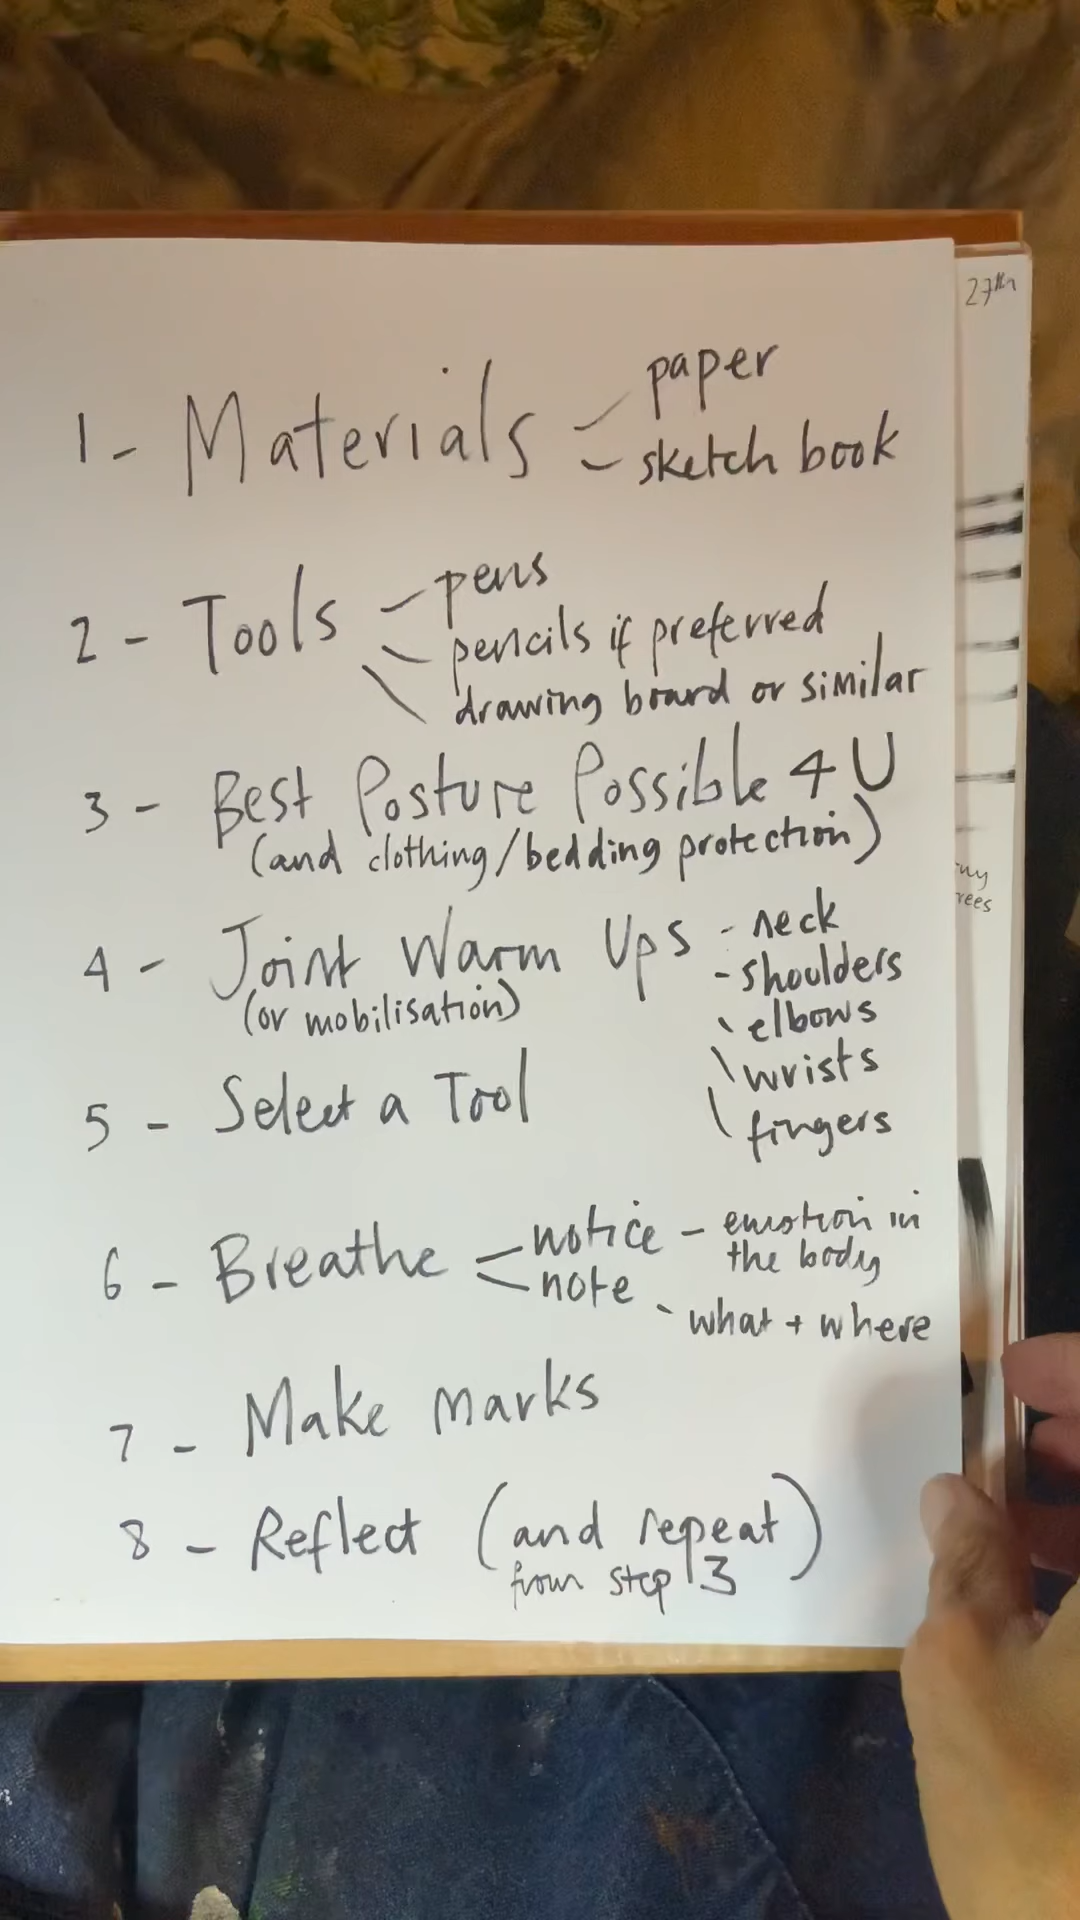 27th
1 - Materials - paper
- sketch book
2 - Tools - pens
- pencils if preferred
\ drawing board or similar
3 - Best Posture Possible 4 U
(and clothing/bedding protection)
4 - Joint Warm Ups - neck
(or mobilisation) - shoulders
\ elbows
\ wrists
\ fingers
5 - Select a Tool
6 - Breathe - notice - emotion in
the body
- note - what + where
7 - Make marks
8 - Reflect (and repeat
from step 3)